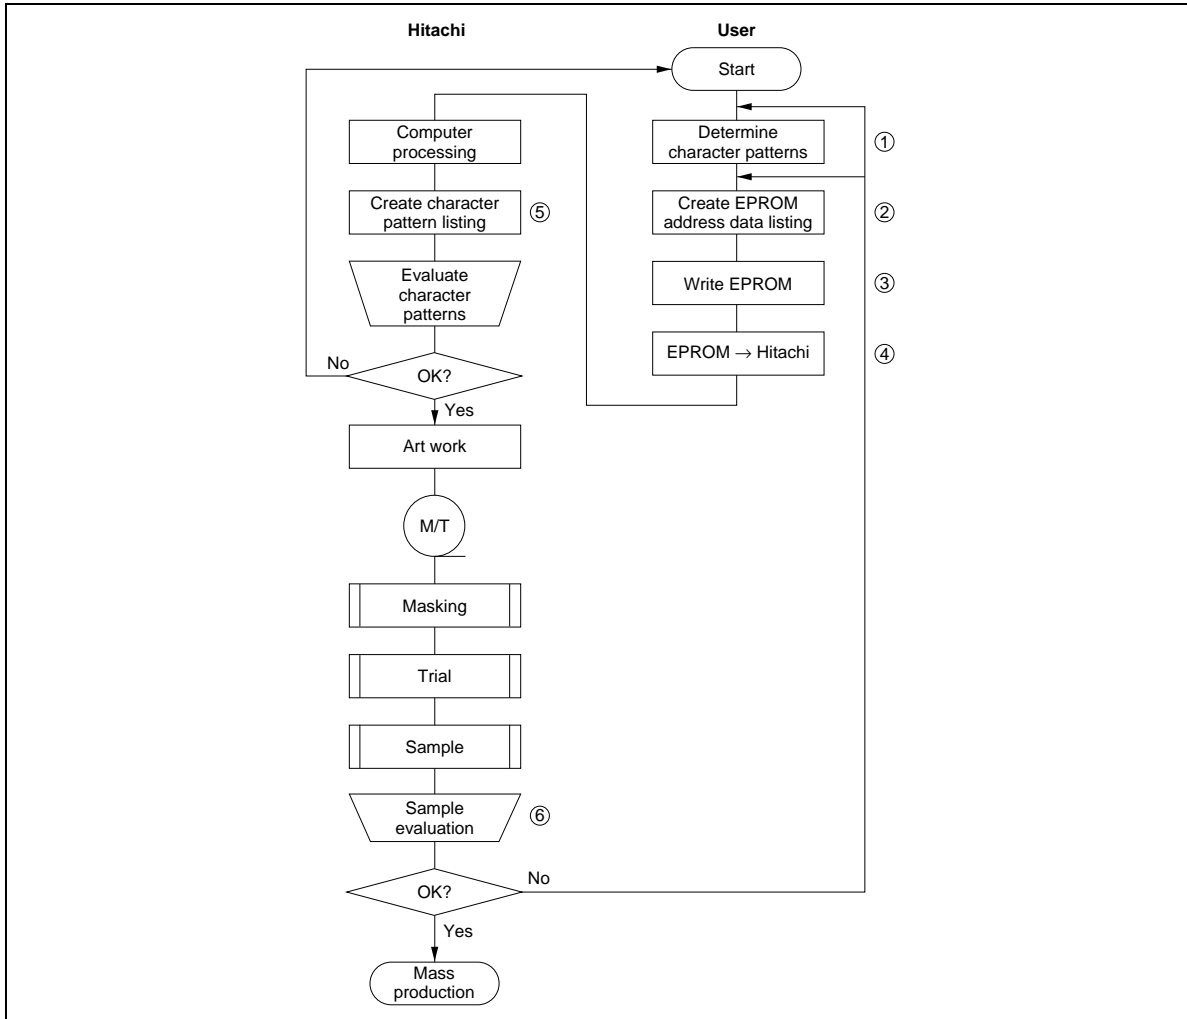 Hitachi
User
Start
Computer
processing
Determine
character patterns
①
Create character
pattern listing
⑤
Create EPROM
address data listing
②
Evaluate
character
patterns
Write EPROM
③
EPROM → Hitachi
④
No
OK?
Yes
Art work
M/T
Masking
Trial
Sample
Sample
evaluation
⑥
OK?
No
Yes
Mass
production